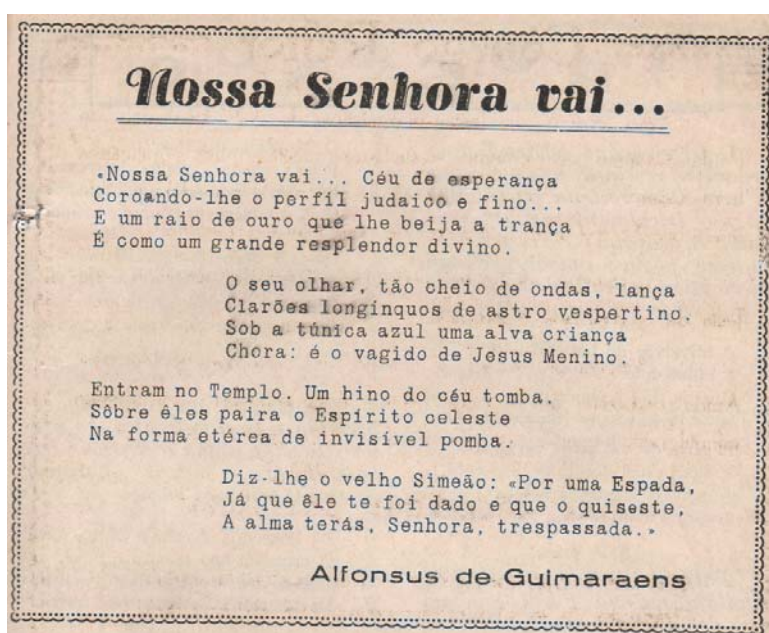 Nossa Senhora vai...
«Nossa Senhora vai... Céu de esperança
Coroando-lhe o perfil judaico e fino...
E um raio de ouro que lhe beija a trança
É como um grande resplendor divino.
O seu olhar, tão cheio de ondas, lança
Clarões longínquos de astro vespertino.
Sob a túnica azul uma alva criança
Chora: é o vagido de Jesus Menino.
Entram no Templo. Um hino do céu tomba.
Sôbre êles paira o Espírito celeste
Na forma etérea de invisível pomba.
Diz-lhe o velho Simeão: «Por uma Espada,
Já que êle te foi dado e que o quiseste,
A alma terás, Senhora, trespassada.»
Alfonsus de Guimaraens